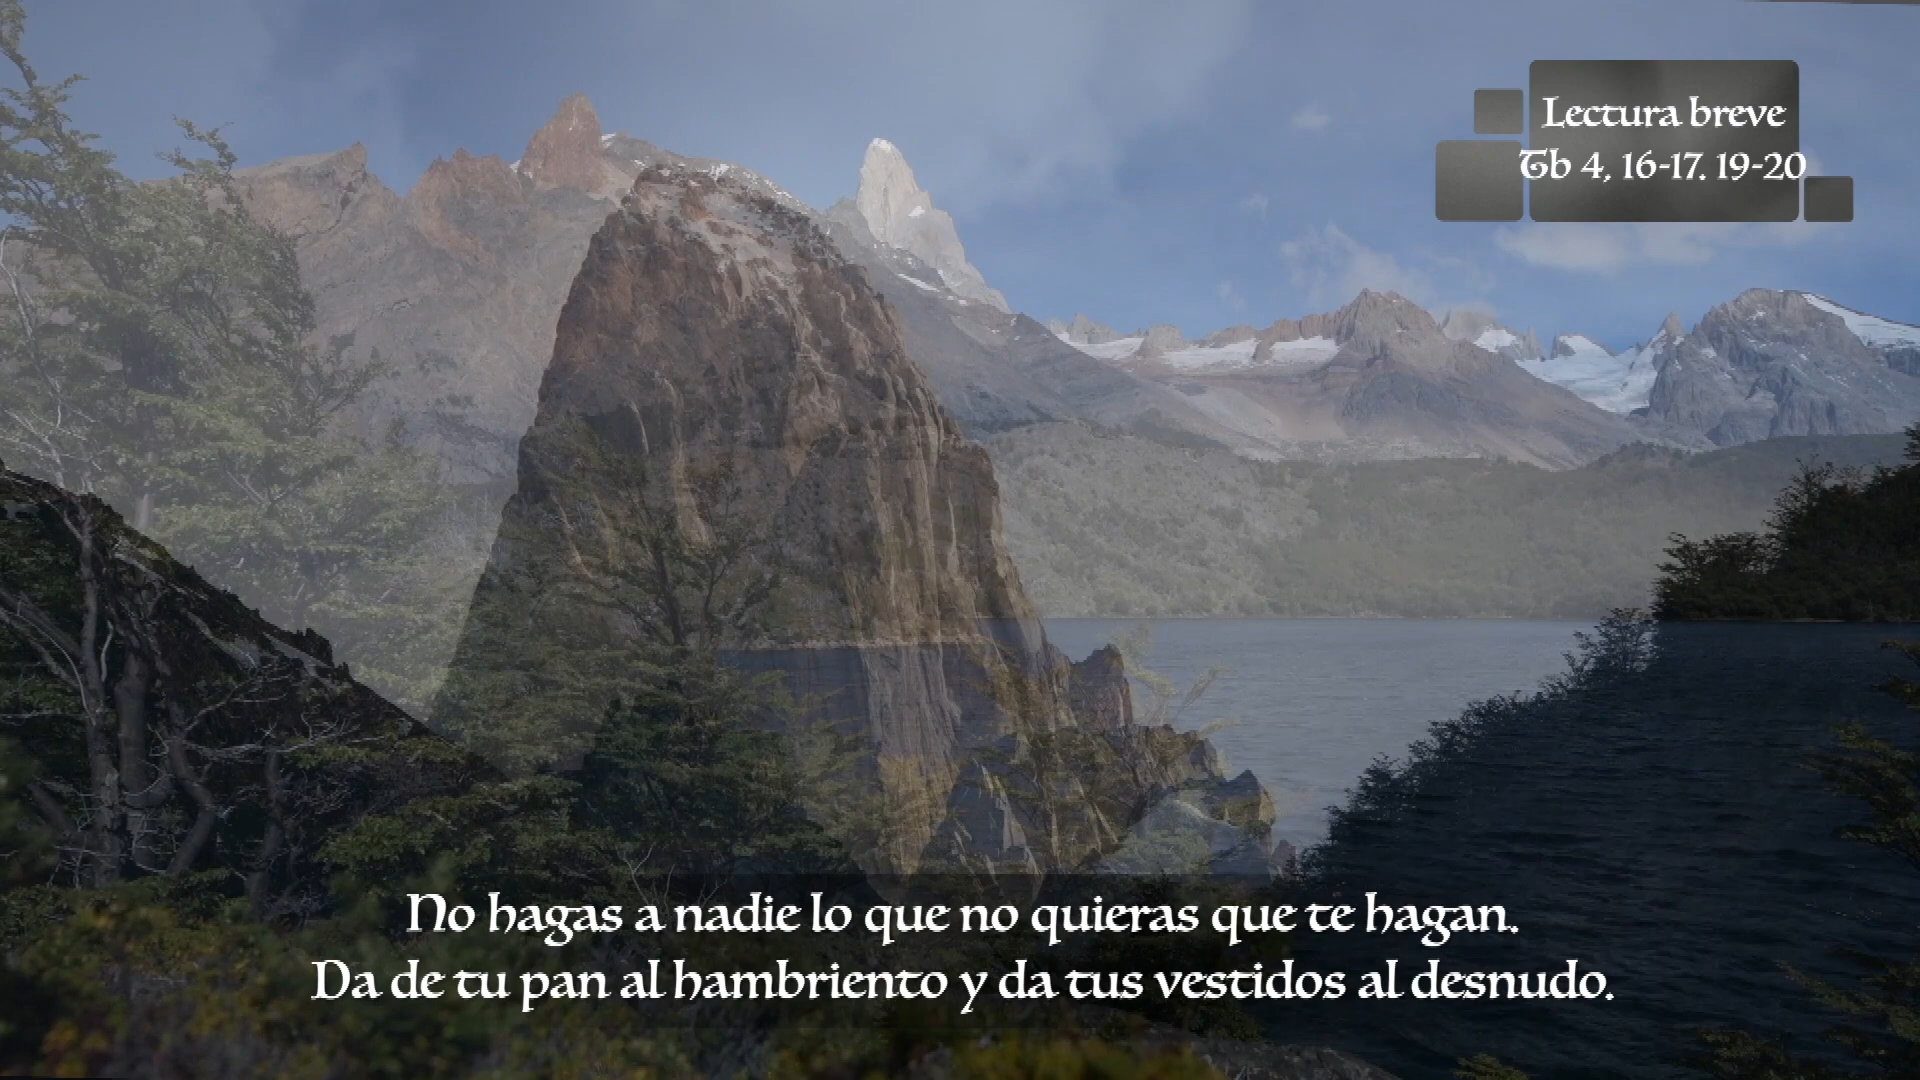 Lectura breve
Tb 4, 16-17. 19-20
No hagas a nadie lo que no quieras que te hagan.
Da de tu pan al hambriento y da tus vestidos al desnudo.